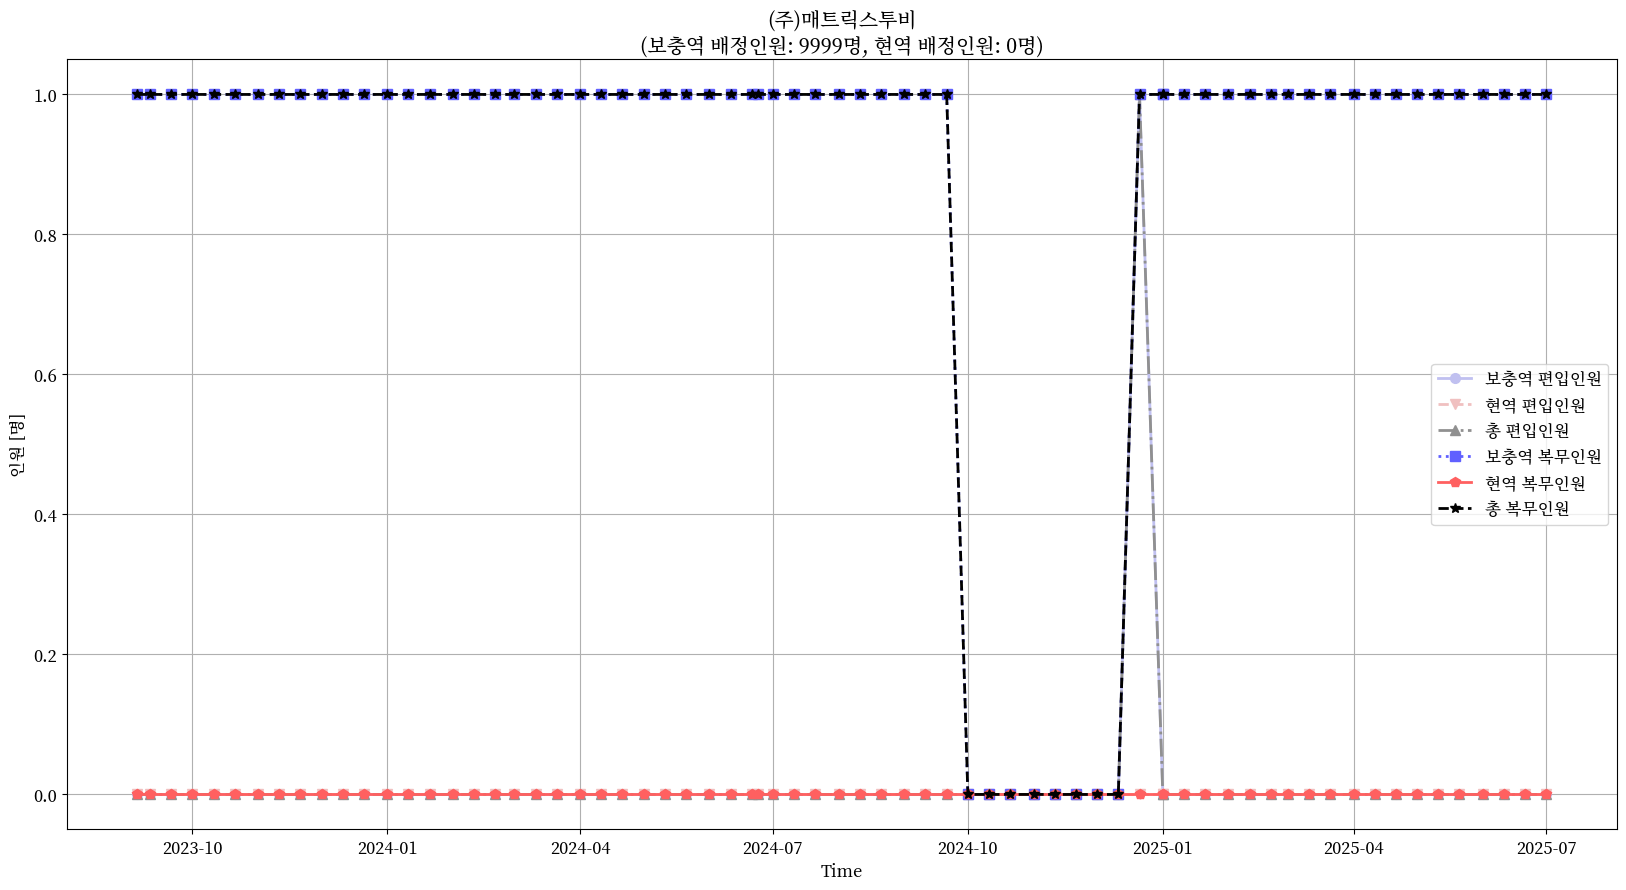 (주)매트릭스투비
(보충역 배정인원: 9999명, 현역 배정인원: 0명)
인원 [명]
1.0
0.8
0.6
0.4
0.2
0.0
보충역 편입인원
현역 편입인원
총 편입인원
보충역 복무인원
현역 복무인원
총 복무인원
2023-10
2024-01
2024-04
2024-07
2024-10
2025-01
2025-04
2025-07
Time